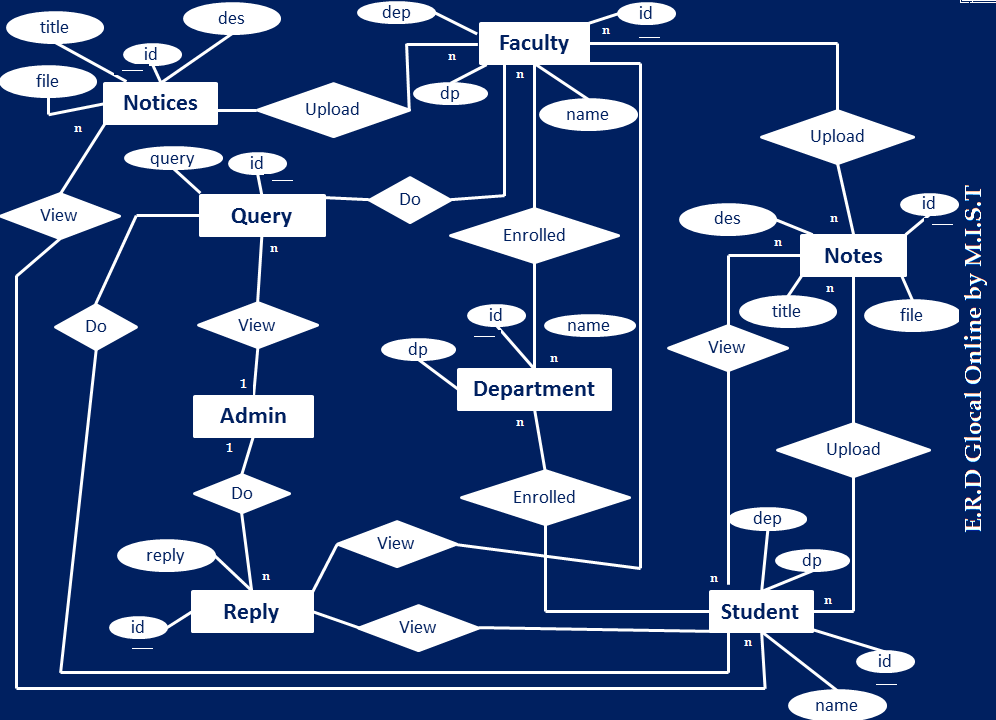 dep
id
title
des
n
Faculty
id
n
file
n
dp
Notices
Upload
name
n
Upload
query
id
View
Query
Do
Enrolled
des
n
id
n
n
Notes
n
title
file
Do
View
id
name
View
dp
n
1
Department
Admin
n
1
Upload
Do
Enrolled
E.R.D Glocal Online by M.I.S.T
dep
View
reply
dp
n
n
n
Reply
Student
id
View
n
id
name